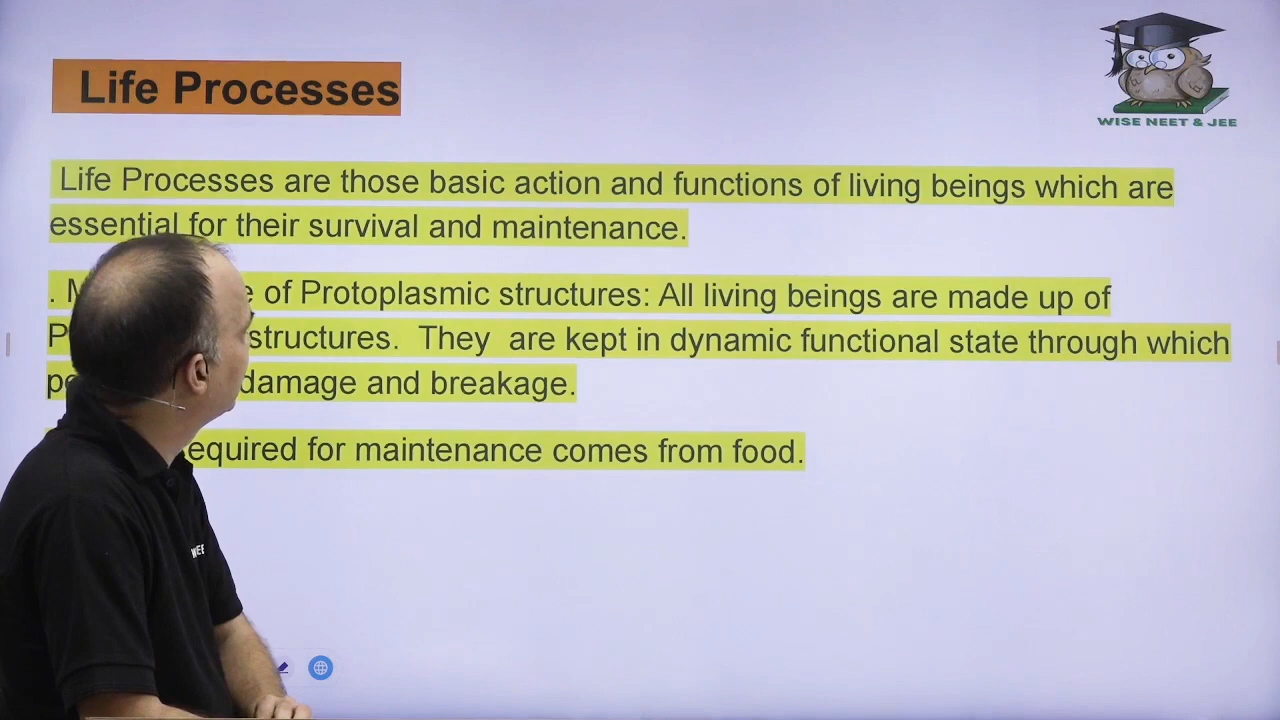 Life Processes
WISE NEET & JEE
Life Processes are those basic action and functions of living beings which are
essential for their survival and maintenance.
. of Protoplasmic structures: All living beings are made up of
structures. They are kept in dynamic functional state through which
damage and breakage.
for maintenance comes from food.